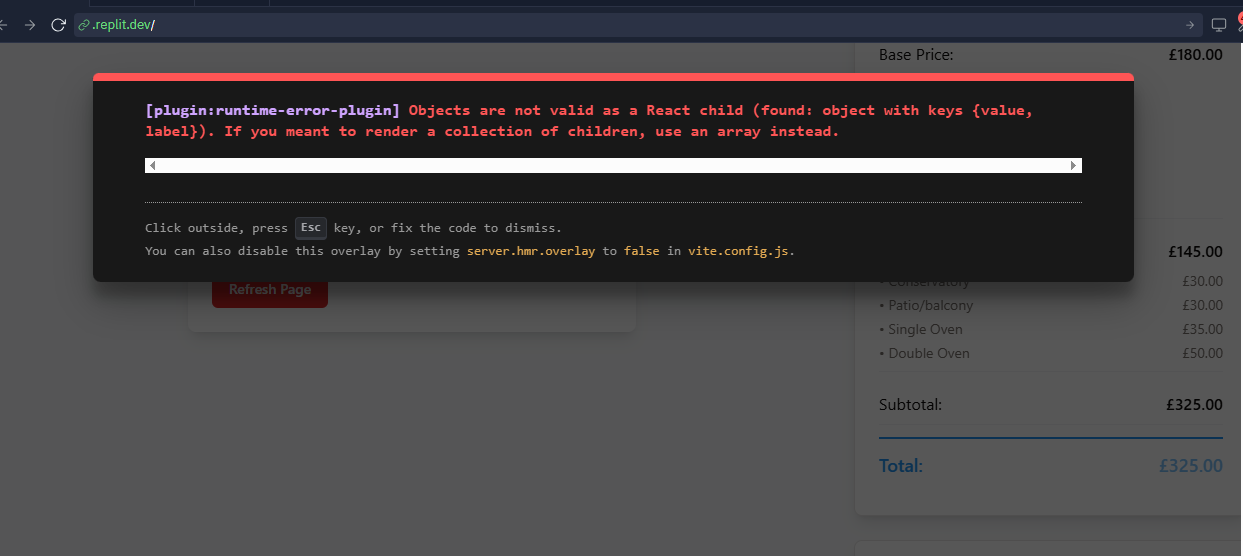 .replit.dev/
Base Price: £180.00
[plugin:runtime-error-plugin] Objects are not valid as a React child (found: object with keys {value,
label}). If you meant to render a collection of children, use an array instead.
Click outside, press Esc key, or fix the code to dismiss.
You can also disable this overlay by setting server.hmr.overlay to false in vite.config.js.
£145.00
Refresh Page
• Conservatory £30.00
• Patio/balcony £30.00
• Single Oven £35.00
• Double Oven £50.00
Subtotal: £325.00
Total: £325.00